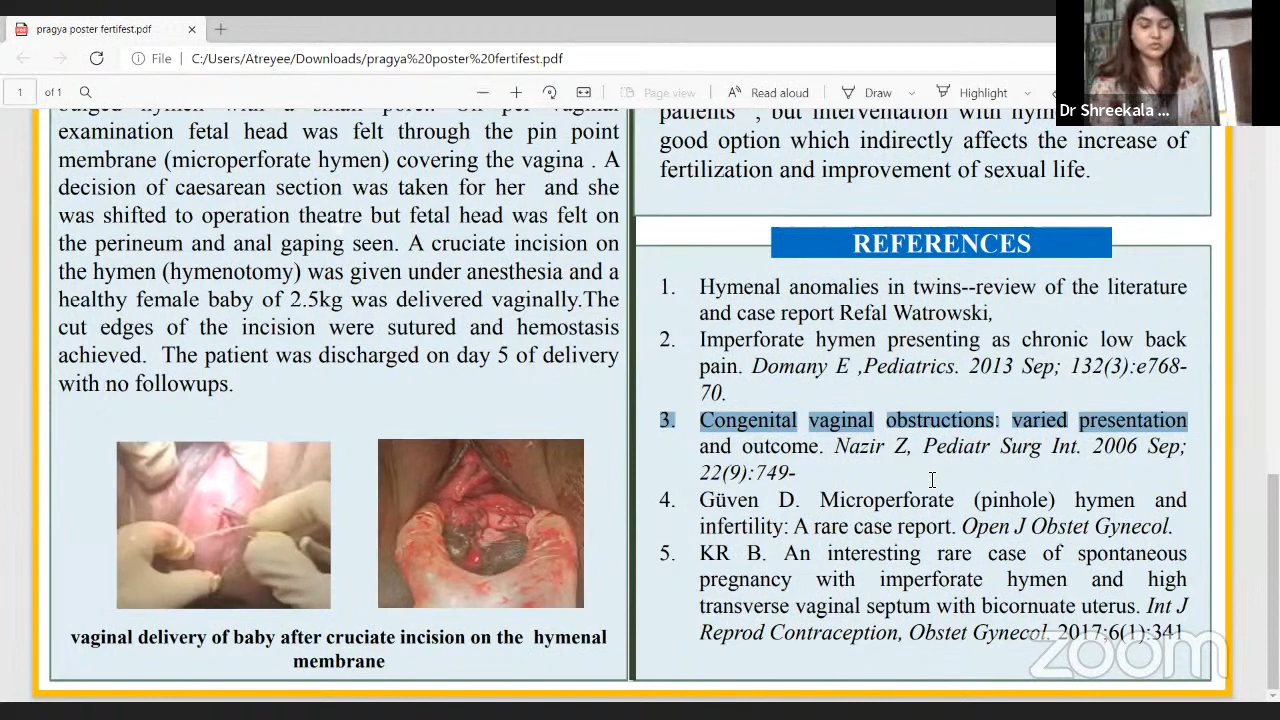 pragya poster fertifest.pdf
File C:/Users/Atreyee/Downloads/pragya%20poster%20fertifest.pdf
1 of 1 Page view Read aloud Draw Highlight
Dr Shreekala ...
bulged hymen with a small
examination fetal head was felt through the pin point
membrane (microperforate hymen) covering the vagina . A
decision of caesarean section was taken for her and she
was shifted to operation theatre but fetal head was felt on
the perineum and anal gaping seen. A cruciate incision on
the hymen (hymenotomy) was given under anesthesia and a
healthy female baby of 2.5kg was delivered vaginally.The
cut edges of the incision were sutured and hemostasis
achieved. The patient was discharged on day 5 of delivery
with no followups.
vaginal delivery of baby after cruciate incision on the hymenal
membrane
patients , but intervention with
good option which indirectly affects the increase of
fertilization and improvement of sexual life.
REFERENCES
1. Hymenal anomalies in twins--review of the literature
and case report Refal Watrowski,
2. Imperforate hymen presenting as chronic low back
pain. Domany E ,Pediatrics. 2013 Sep; 132(3):e768-
70.
3. Congenital vaginal obstructions: varied presentation
and outcome. Nazir Z, Pediatr Surg Int. 2006 Sep;
22(9):749-
4. Güven D. Microperforate (pinhole) hymen and
infertility: A rare case report. Open J Obstet Gynecol.
5. KR B. An interesting rare case of spontaneous
pregnancy with imperforate hymen and high
transverse vaginal septum with bicornuate uterus. Int J
Reprod Contraception, Obstet Gynecol. 2017;6(1):341
zoom